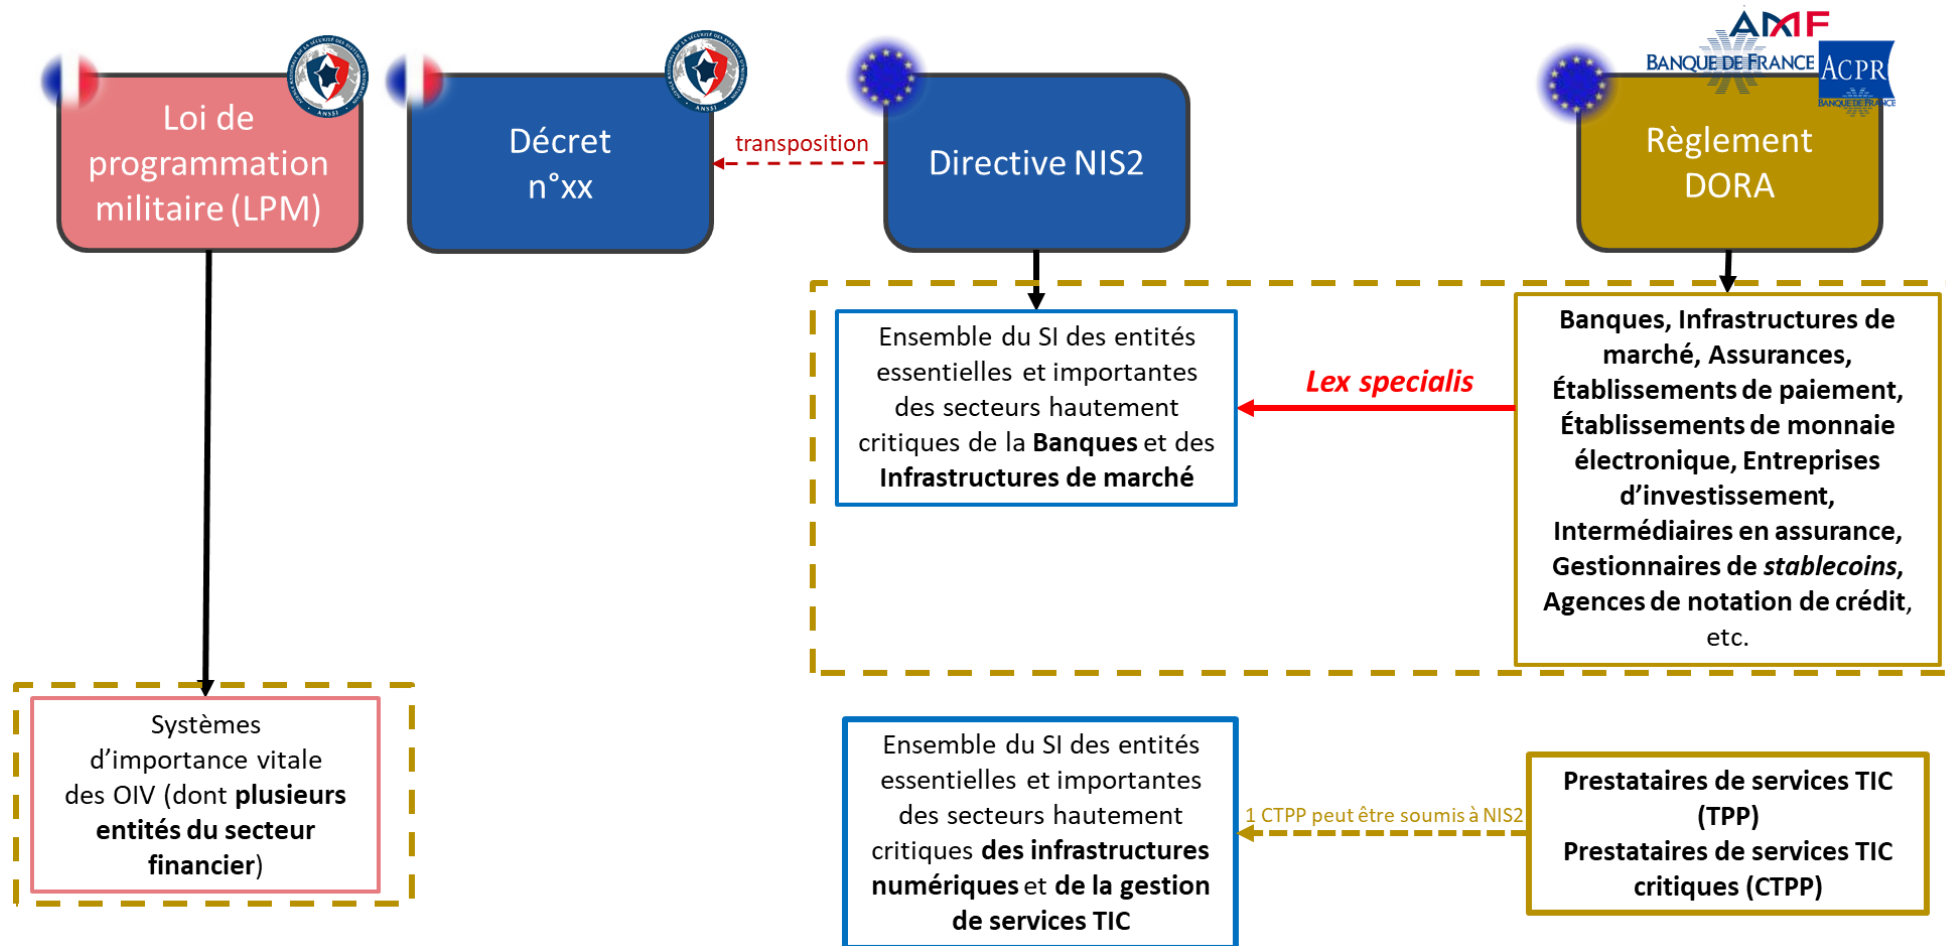 AMF
BANQUE DE FRANCE
ACPR
BANQUE DE FRANCE
ANSSI
ANSSI
Loi de
programmation
militaire (LPM)
Décret
n°xx
transposition
Directive NIS2
Règlement
DORA
Ensemble du SI des entités
essentielles et importantes
des secteurs hautement
critiques de la Banques et des
Infrastructures de marché
Lex specialis
Banques, Infrastructures de
marché, Assurances,
Établissements de paiement,
Établissements de monnaie
électronique, Entreprises
d’investissement,
Intermédiaires en assurance,
Gestionnaires de stablecoins,
Agences de notation de crédit,
etc.
Systèmes
d’importance vitale
des OIV (dont plusieurs
entités du secteur
financier)
Ensemble du SI des entités
essentielles et importantes
des secteurs hautement
critiques des infrastructures
numériques et de la gestion
de services TIC
1 CTPP peut être soumis à NIS2
Prestataires de services TIC
(TPP)
Prestataires de services TIC
critiques (CTPP)